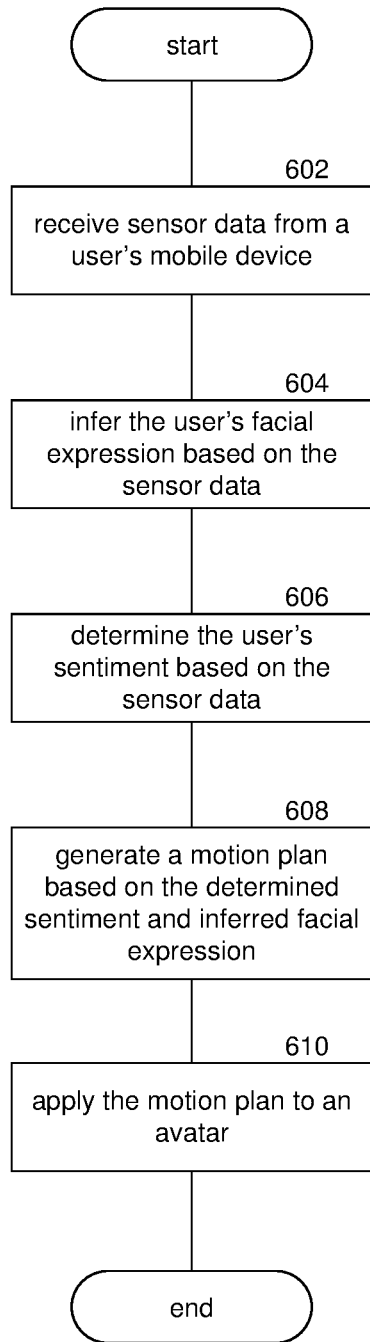 start
602
receive sensor data from a
user's mobile device
604
infer the user's facial
expression based on the
sensor data
606
determine the user's
sentiment based on the
sensor data
608
generate a motion plan
based on the determined
sentiment and inferred facial
expression
610
apply the motion plan to an
avatar
end